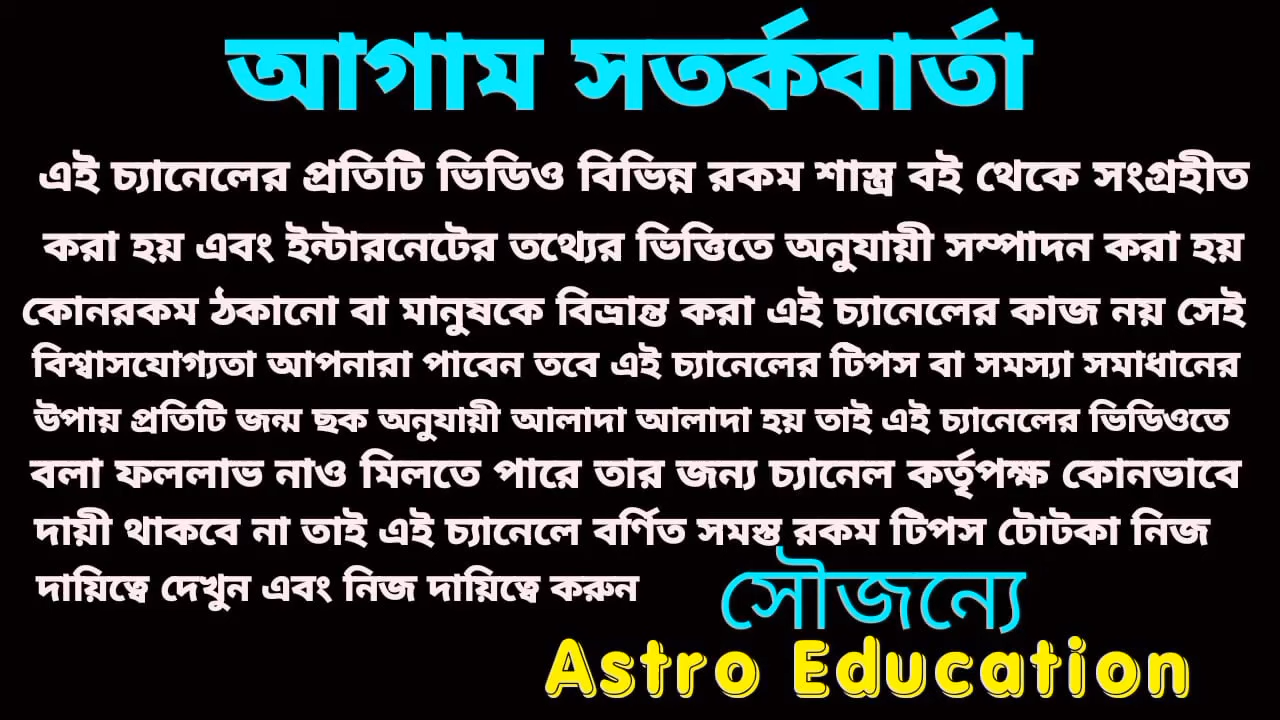 আগাম সতর্কবার্তা
এই চ্যানেলের প্রতিটি ভিডিও বিভিন্ন রকম শাস্ত্র বই থেকে সংগ্রহীত
করা হয় এবং ইন্টারনেটের তথ্যের ভিত্তিতে অনুযায়ী সম্পাদন করা হয়
কোনরকম ঠকানো বা মানুষকে বিভ্রান্ত করা এই চ্যানেলের কাজ নয় সেই
বিশ্বাসযোগ্যতা আপনারা পাবেন তবে এই চ্যানেলের টিপস বা সমস্যা সমাধানের
উপায় প্রতিটি জন্ম ছক অনুযায়ী আলাদা আলাদা হয় তাই এই চ্যানেলের ভিডিওতে
বলা ফললাভ নাও মিলতে পারে তার জন্য চ্যানেল কর্তৃপক্ষ কোনভাবে
দায়ী থাকবে না তাই এই চ্যানেলে বর্ণিত সমস্ত রকম টিপস টোটকা নিজ
দায়িত্বে দেখুন এবং নিজ দায়িত্বে করুন
সৌজন্যে
Astro Education